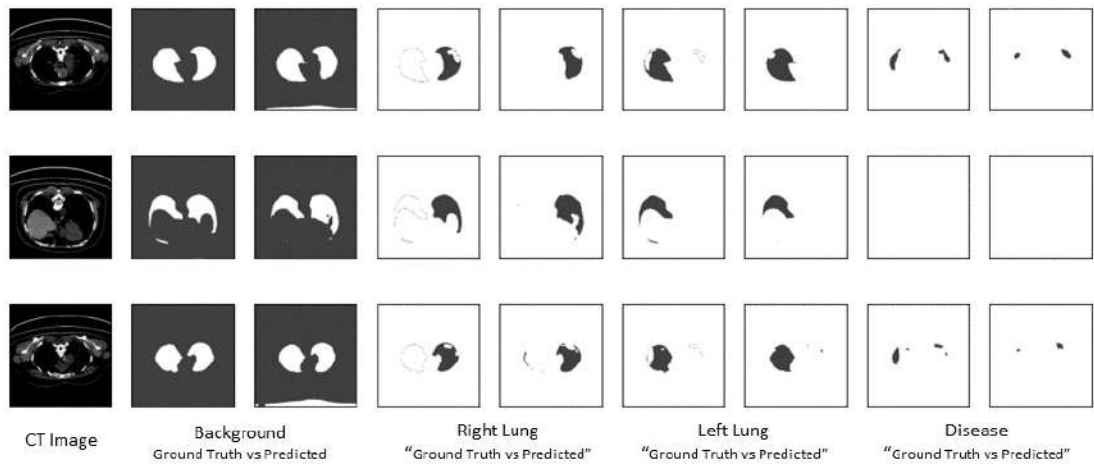 CT Image
Background
Ground Truth vs Predicted
Right Lung
“Ground Truth vs Predicted”
Left Lung
“Ground Truth vs Predicted”
Disease
“Ground Truth vs Predicted”